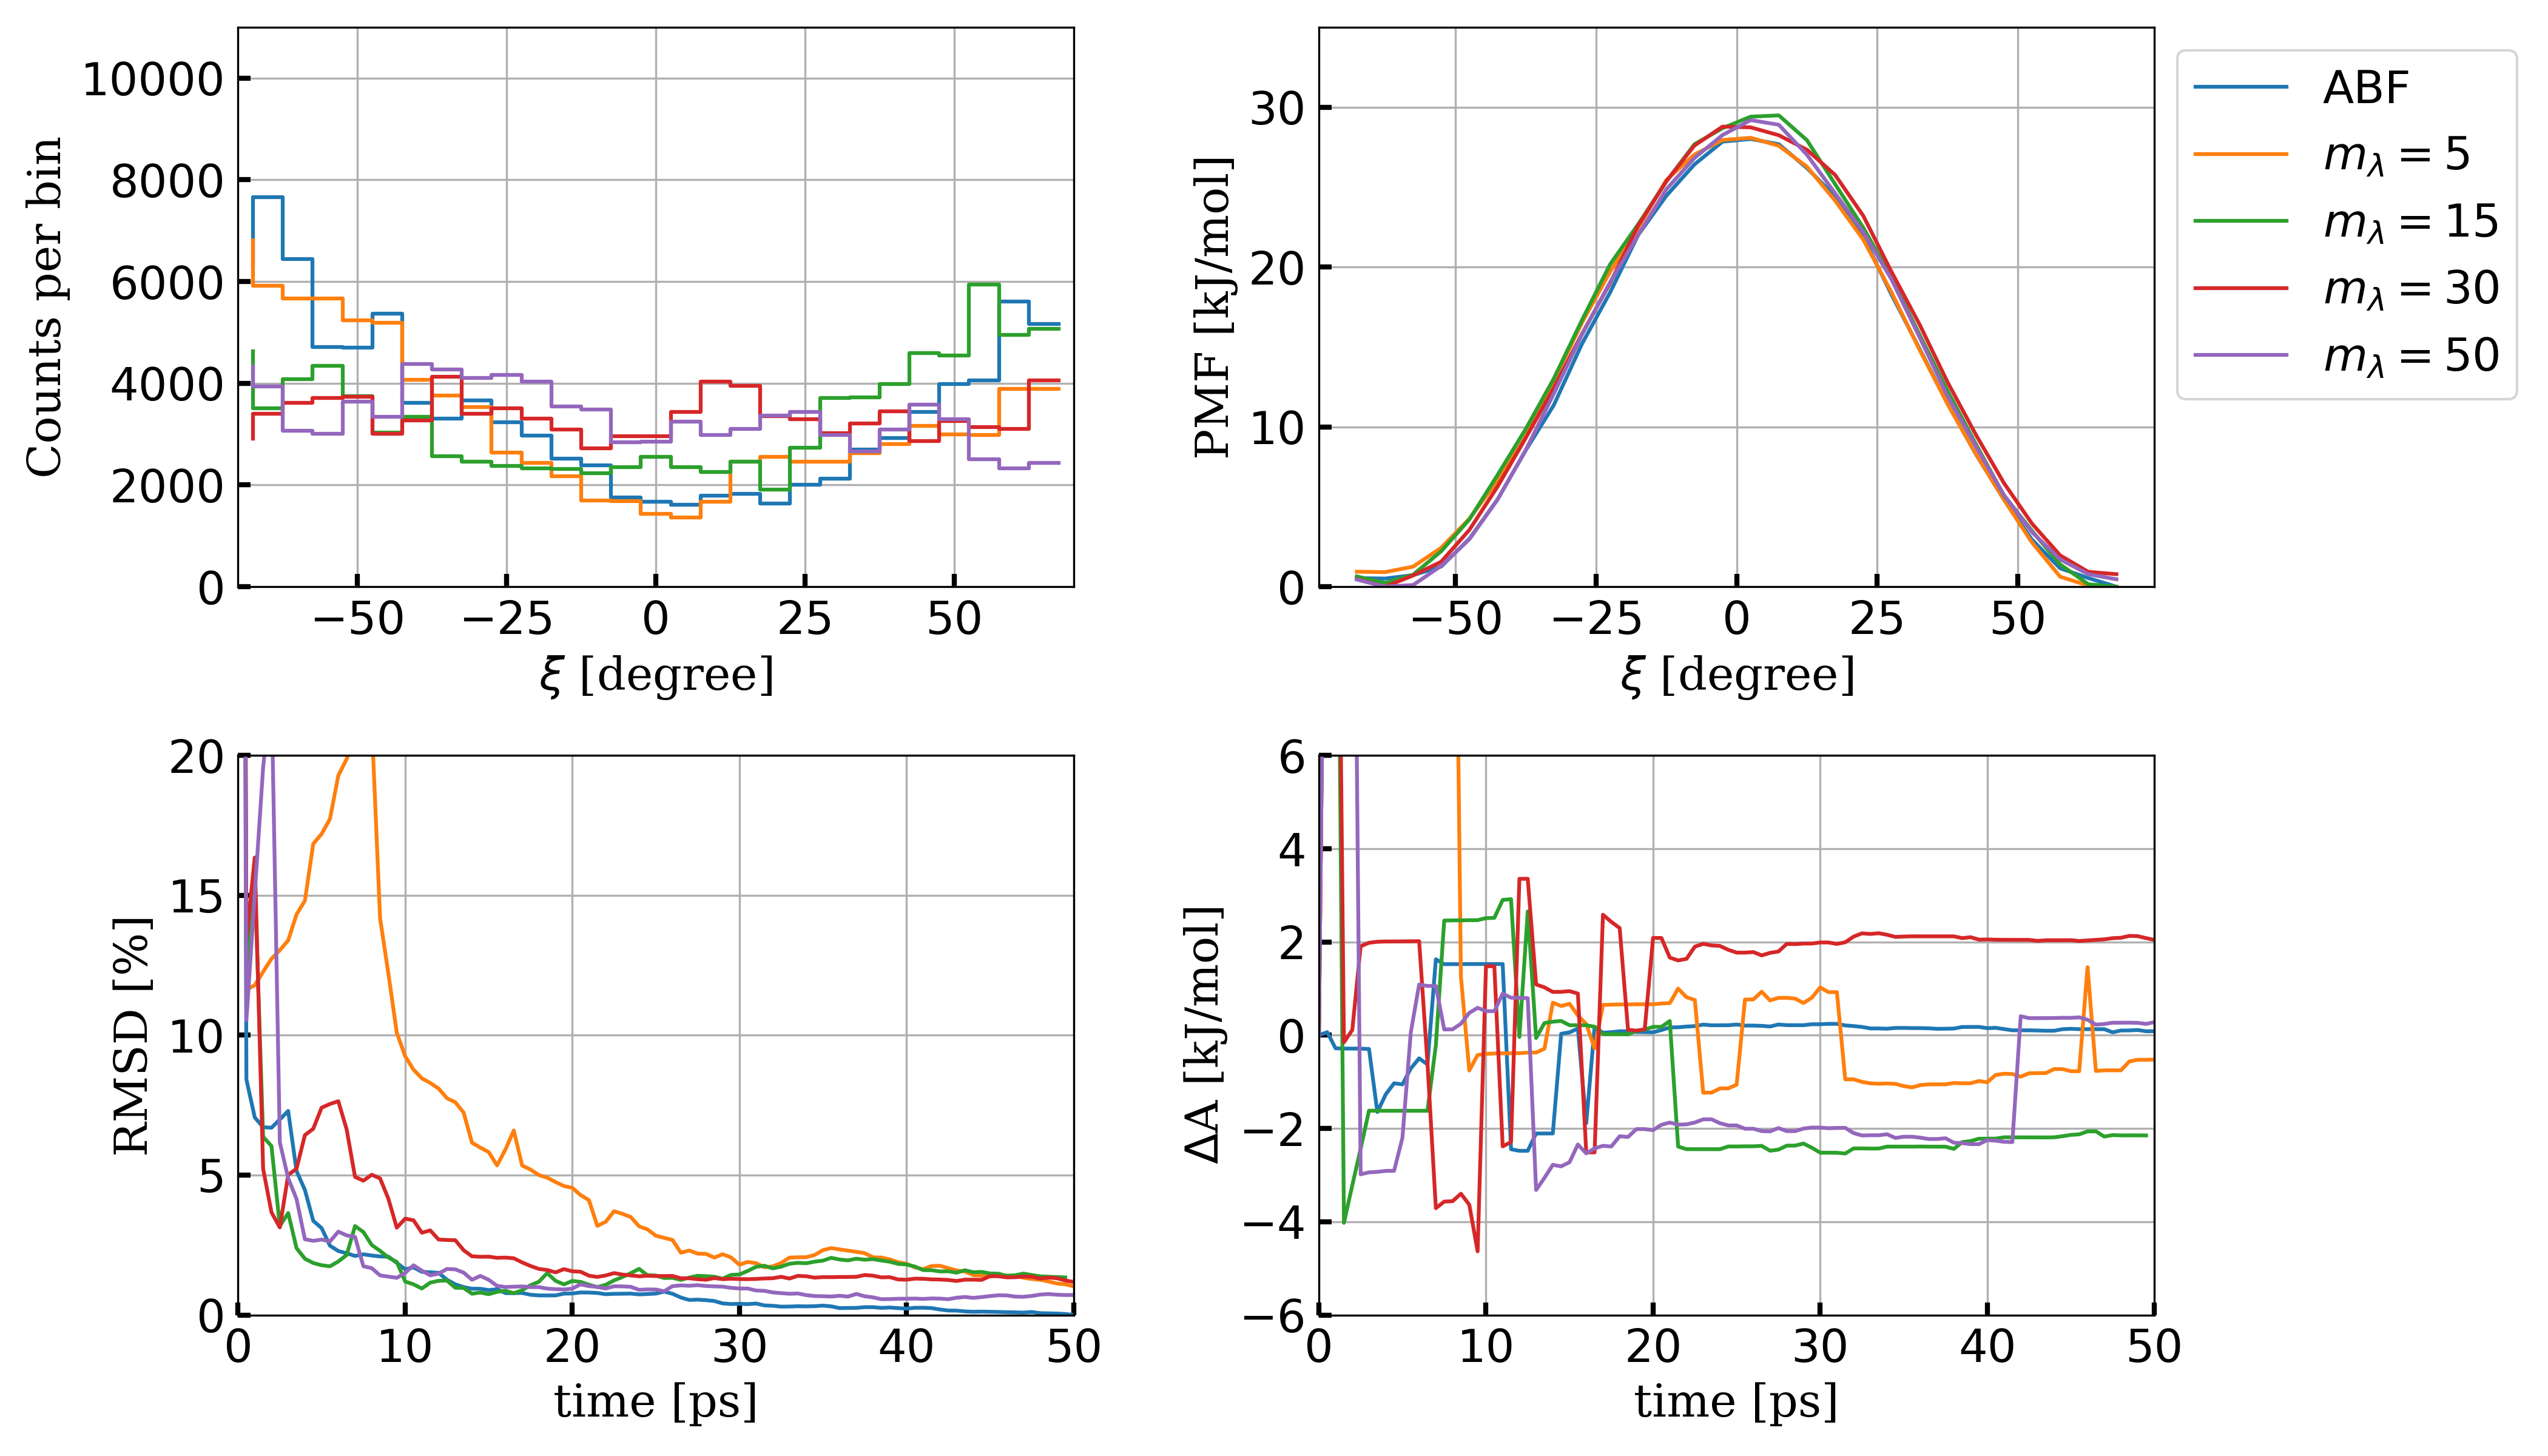 10000
8000
6000
4000
2000
0
Counts per bin
−50 −25 0 25 50
ξ [degree]
30
20
10
0
PMF [kJ/mol]
−50 −25 0 25 50
ξ [degree]
ABF
mλ = 5
mλ = 15
mλ = 30
mλ = 50
20
15
10
5
0
RMSD [%]
0 10 20 30 40 50
time [ps]
6
4
2
0
−2
−4
−6
ΔA [kJ/mol]
0 10 20 30 40 50
time [ps]